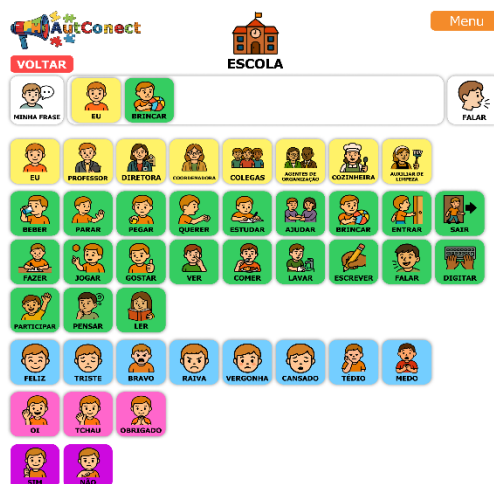 AutConect
Menu
ESCOLA
VOLTAR
MINHA FRASE EU BRINCAR FALAR
EU PROFESSOR DIRETORA COORDENADORA COLEGAS AGENTES DE ORGANIZAÇÃO COZINHEIRA AUXILIAR DE LIMPEZA
BEBER PARAR PEGAR QUERER ESTUDAR AJUDAR BRINCAR ENTRAR SAIR
FAZER JOGAR GOSTAR VER COMER LAVAR ESCREVER FALAR DIGITAR
PARTICIPAR PENSAR LER
FELIZ TRISTE BRAVO RAIVA VERGONHA CANSADO TÉDIO MEDO
OI TCHAU OBRIGADO
SIM NÃO